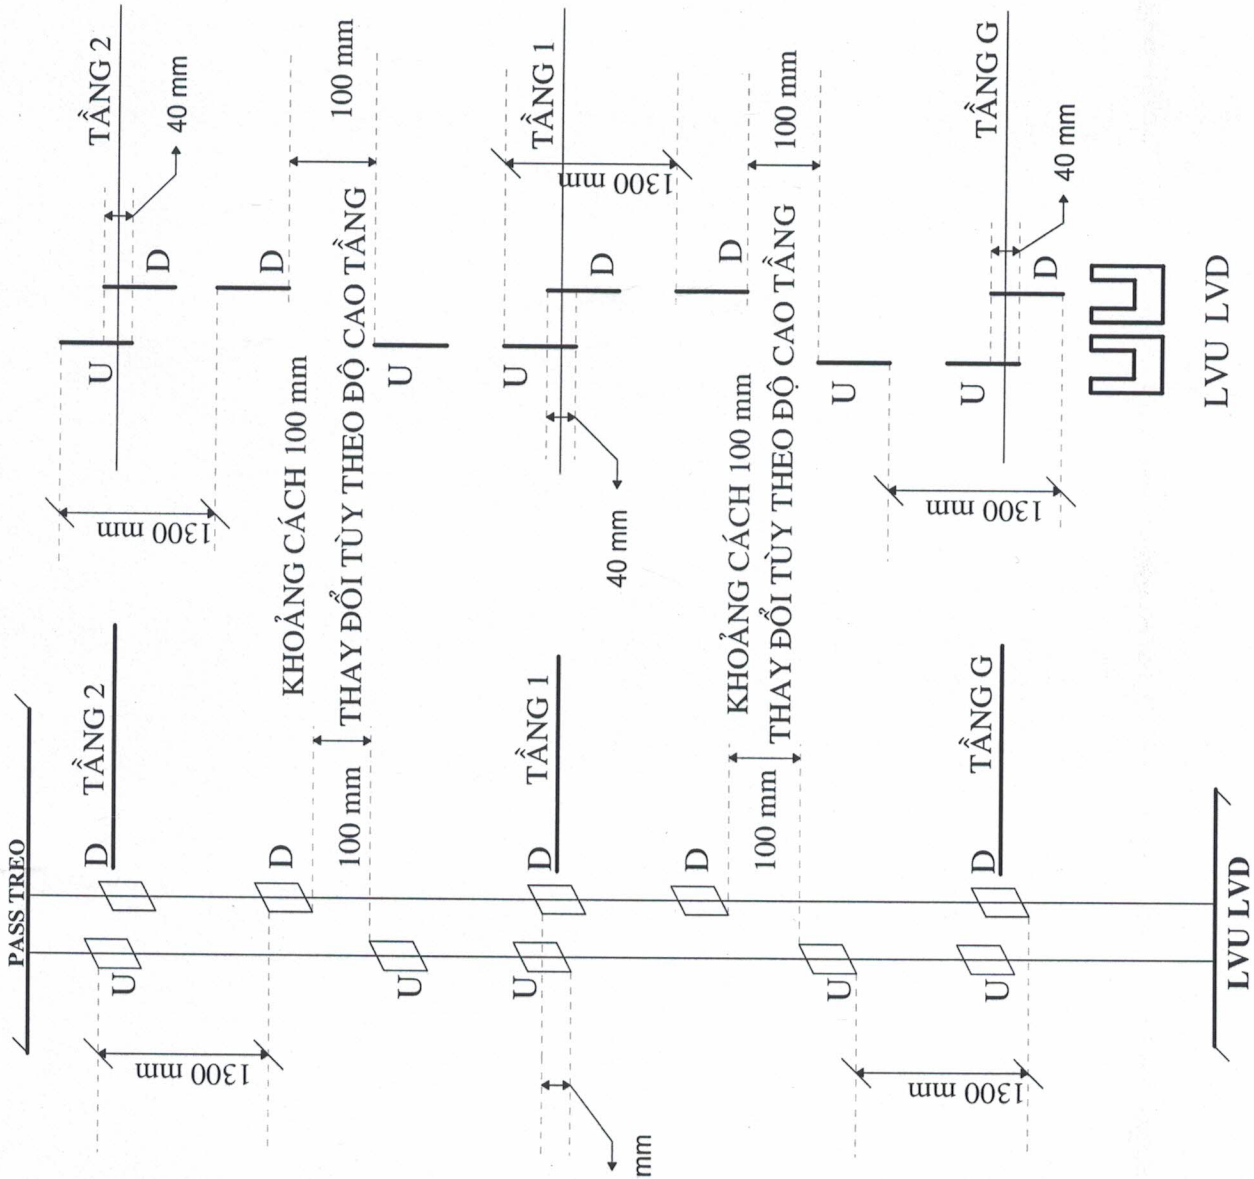 PASS TREO
TẦNG 2
D
U
1300 mm
D
100 mm
KHOẢNG CÁCH 100 mm
THAY ĐỔI TÙY THEO ĐỘ CAO TẦNG
U
TẦNG 1
D
U
mm
D
100 mm
KHOẢNG CÁCH 100 mm
THAY ĐỔI TÙY THEO ĐỘ CAO TẦNG
U
TẦNG G
D
U
1300 mm
LVU LVD
TẦNG 2
40 mm
U
D
1300 mm
D
100 mm
U
TẦNG 1
U
D
1300 mm
40 mm
D
100 mm
U
TẦNG G
U
D
40 mm
1300 mm
LVU LVD